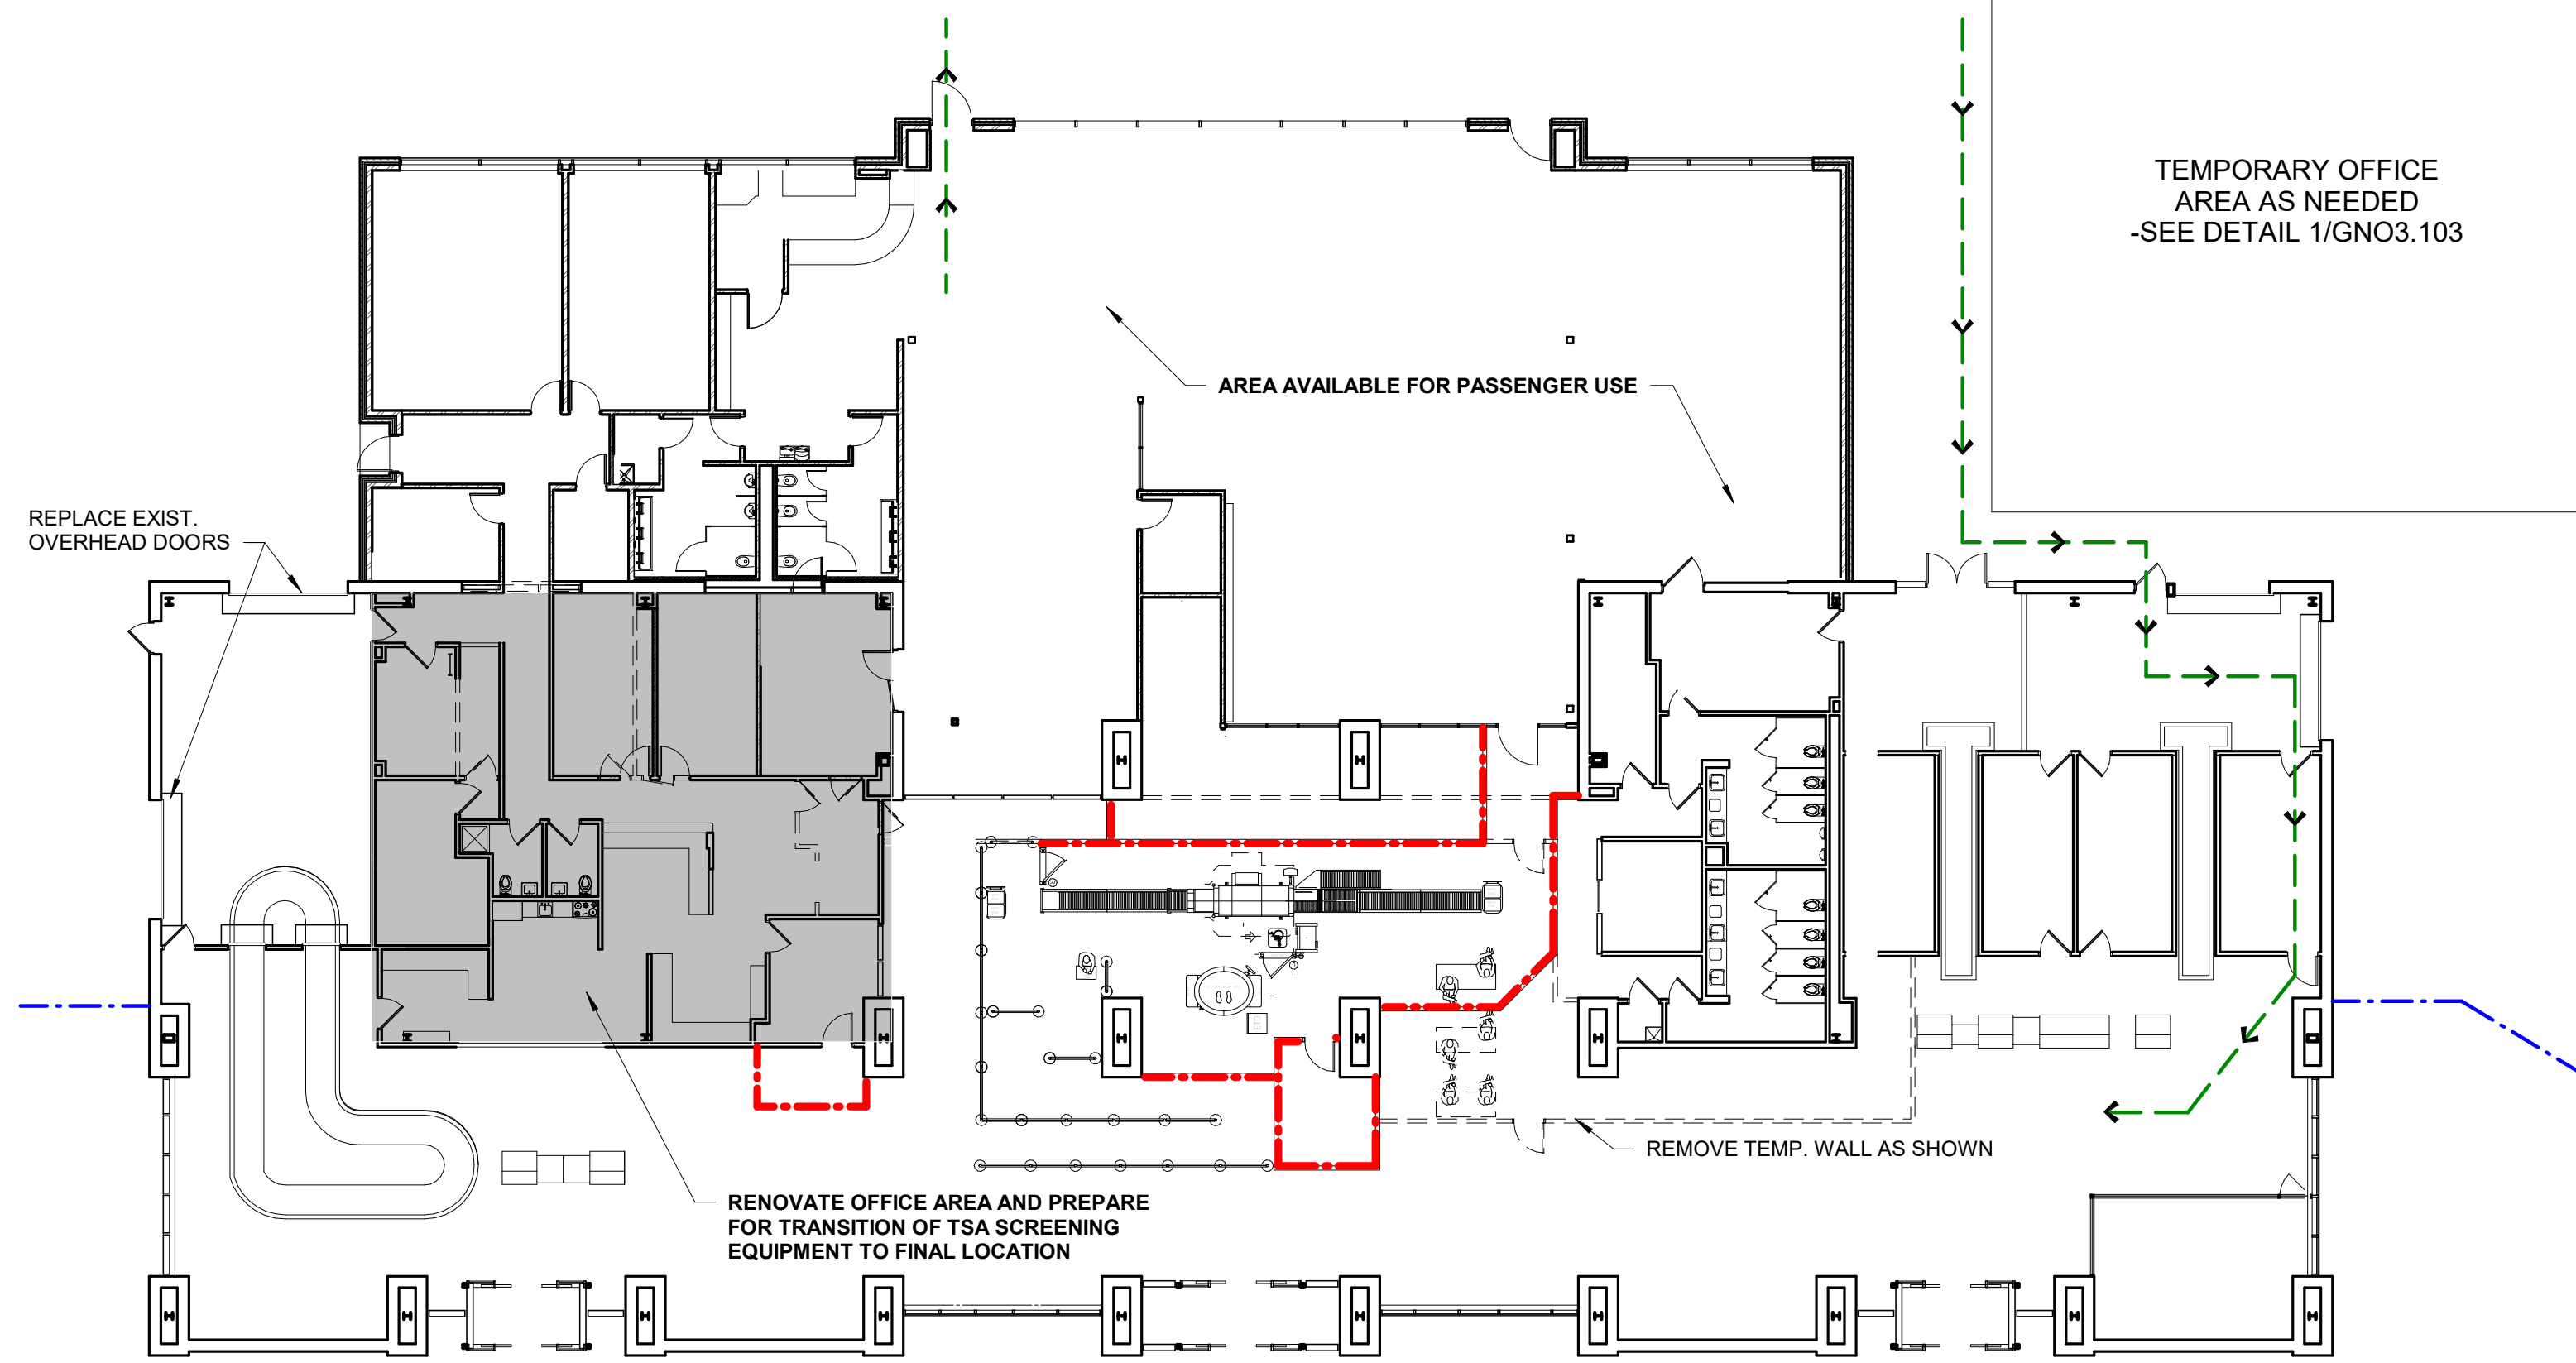 TEMPORARY OFFICE
AREA AS NEEDED
-SEE DETAIL 1/GNO3.103
AREA AVAILABLE FOR PASSENGER USE
REPLACE EXIST.
OVERHEAD DOORS
REMOVE TEMP. WALL AS SHOWN
RENOVATE OFFICE AREA AND PREPARE
FOR TRANSITION OF TSA SCREENING
EQUIPMENT TO FINAL LOCATION